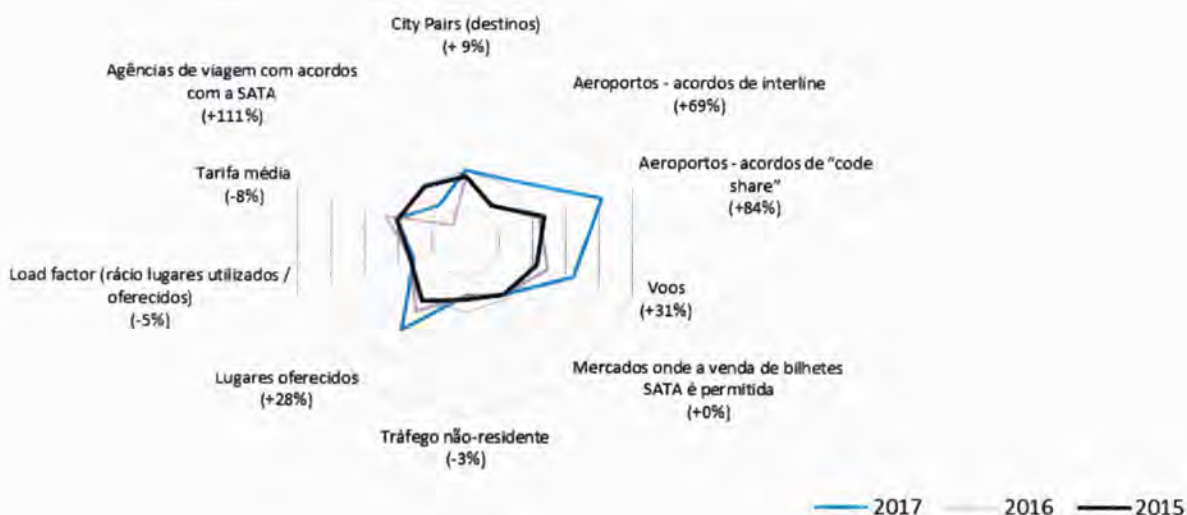 City Pairs (destinos)
(+ 9%)
Agências de viagem com acordos
com a SATA
(+111%)
Aeroportos - acordos de interline
(+69%)
Aeroportos - acordos de "code
share"
(+84%)
Tarifa média
(-8%)
Load factor (rácio lugares utilizados /
oferecidos)
(-5%)
Voos
(+31%)
Lugares oferecidos
(+28%)
Mercados onde a venda de bilhetes
SATA é permitida
(+0%)
Tráfego não-residente
(-3%)
2017 2016 2015